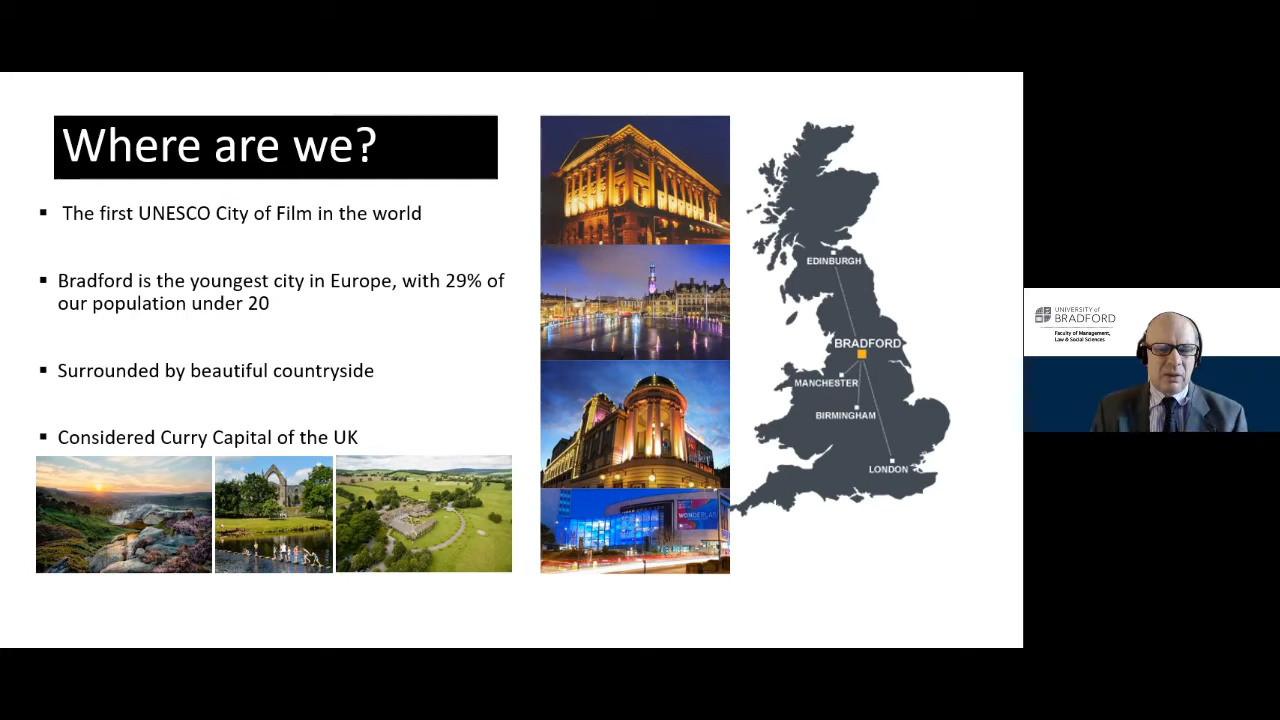 Where are we?
The first UNESCO City of Film in the world
Bradford is the youngest city in Europe, with 29% of
our population under 20
Surrounded by beautiful countryside
Considered Curry Capital of the UK
WONDERLAN
EDINBURGH
BRADFORD
MANCHESTER
BIRMINGHAM
LONDON
UNIVERSITY of
BRADFORD
Faculty of Management,
Law & Social Sciences